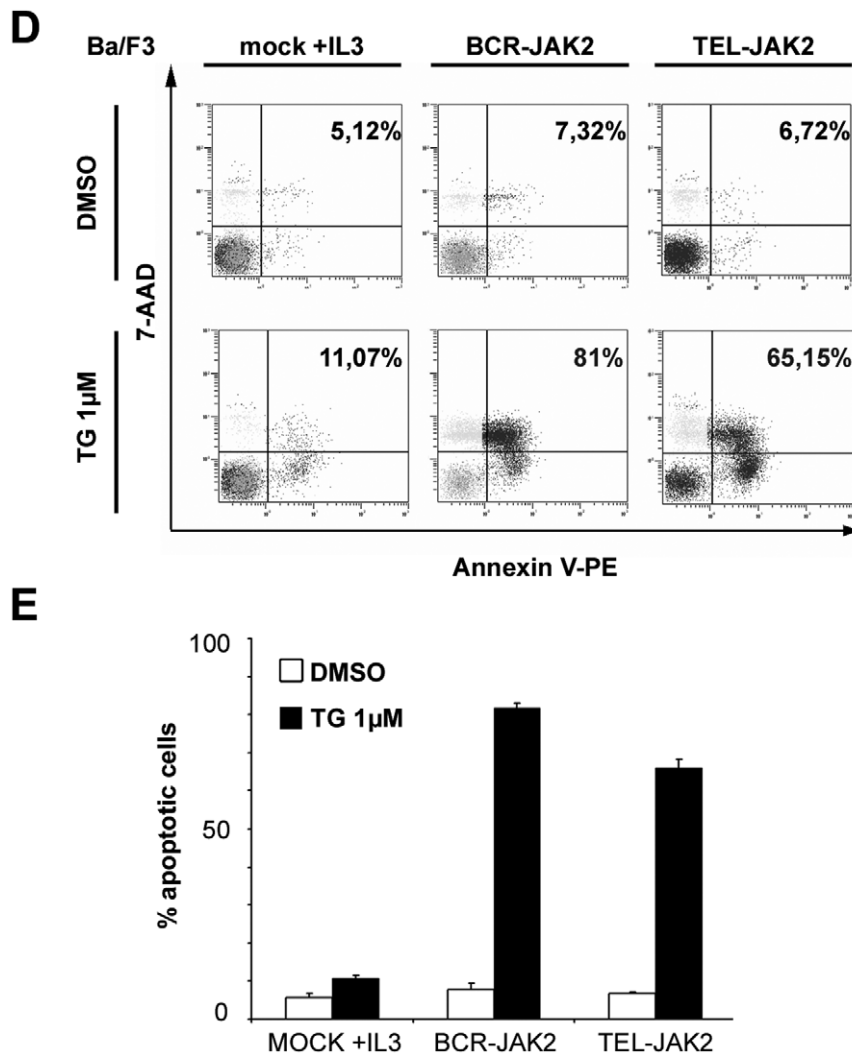 D
Ba/F3
mock +IL3
BCR-JAK2
TEL-JAK2
DMSO
5,12%
7,32%
6,72%
7-AAD
TG 1µM
11,07%
81%
65,15%
Annexin V-PE
E
100
50
0
% apoptotic cells
DMSO
TG 1µM
MOCK +IL3
BCR-JAK2
TEL-JAK2